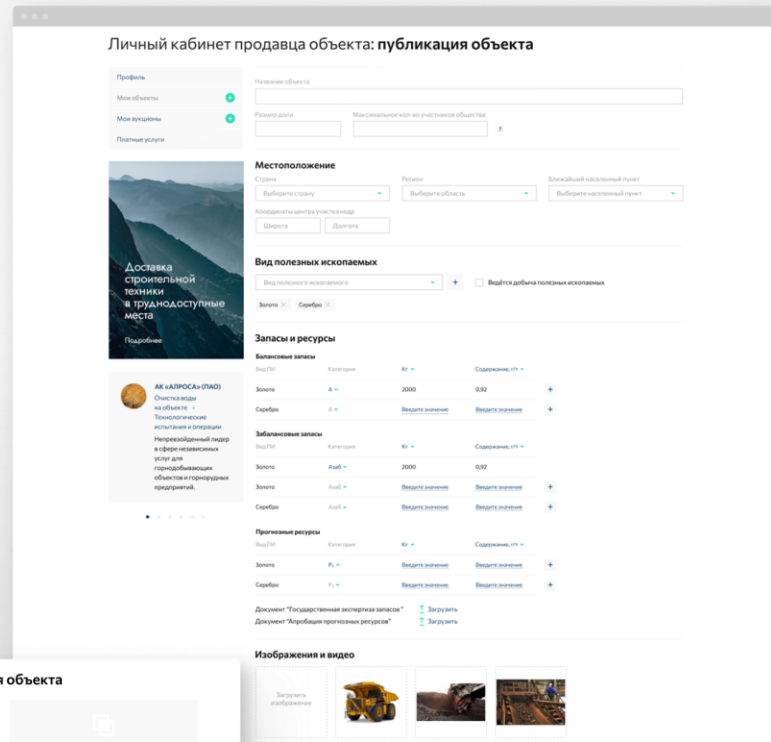 Личный кабинет продавца объекта: публикация объекта
Профиль
Мои объекты
Мои аукционы
Платные услуги
Доставка
строительной
техники
в труднодоступные
места
Подробнее
АК «АЛРОСА» (ПАО)
Очистка воды
на объекте
Технологические
испытания и операции
Непревзойденный лидер
в сфере независимых
услуг для
горнодобывающих
объектов и горнорудных
предприятий.
Название объекта
Размер доли Максимальное кол-во участников общества
?
Местоположение
Страна Регион Ближайший населенный пункт
Выберите страну Выберите область Выберите населенный пункт
Координаты центра участка недр
Широта Долгота
Вид полезных ископаемых
Вид полезного ископаемого + Ведётся добыча полезных ископаемых
Золото × Серебро ×
Запасы и ресурсы
Балансовые запасы
Вид ПИ Категория Кг Содержание, г/т
Золото А 2000 0,92 +
Серебро А Введите значение Введите значение +
Забалансовые запасы
Вид ПИ Категория Кг Содержание, г/т
Золото Азаб 2000 0,92
Золото Азаб Введите значение Введите значение +
Серебро Азаб Введите значение Введите значение +
Прогнозные ресурсы
Вид ПИ Категория Кг Содержание, г/т
Золото P₁ Введите значение Введите значение +
Серебро Введите значение Введите значение +
Документ "Государственная экспертиза запасов" Загрузить
Документ "Апробация прогнозных ресурсов" Загрузить
Изображения и видео
Загрузить
изображение
объекта